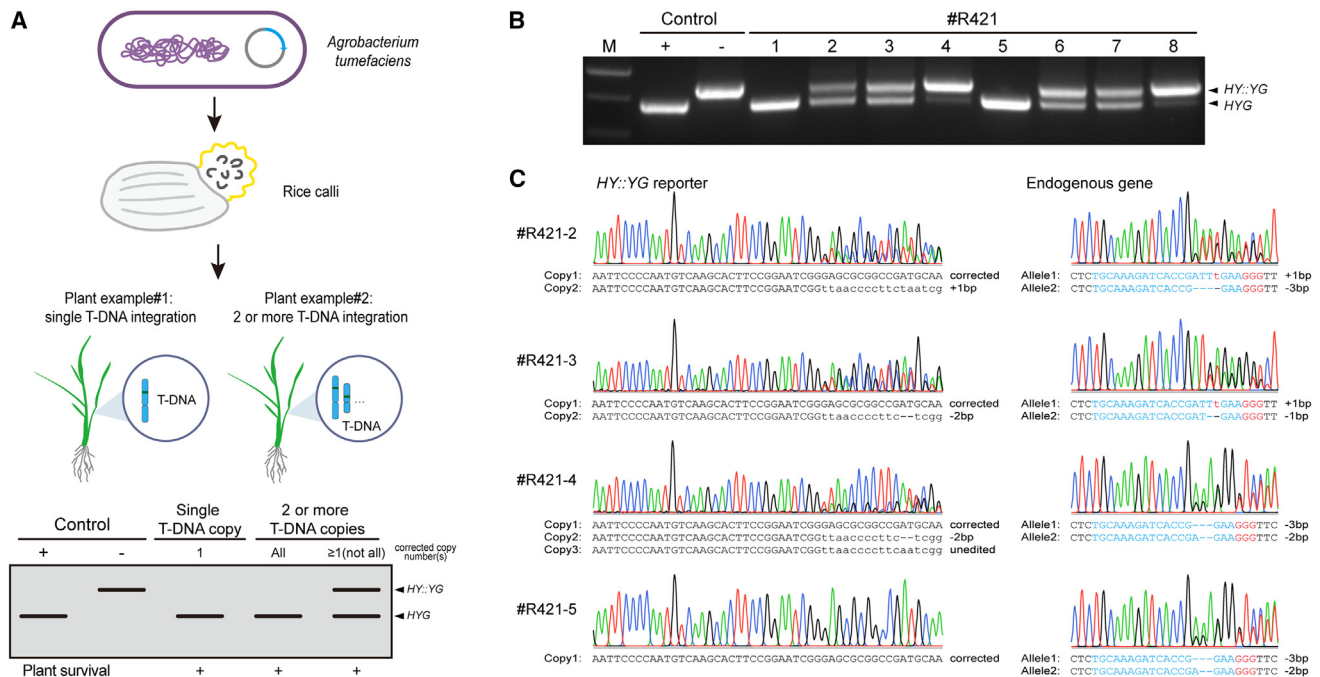 A
Agrobacterium
tumefaciens
Rice calli
Plant example#1:
single T-DNA integration
Plant example#2:
2 or more T-DNA integration
T-DNA
...
T-DNA
Control
Single
T-DNA copy
2 or more
T-DNA copies
+ - 1 All ≥1(not all)
corrected copy
number(s)
HY::YG
HYG
Plant survival + + +
B
Control #R421
M + - 1 2 3 4 5 6 7 8
HY::YG
HYG
C
HY::YG reporter
Endogenous gene
#R421-2
Copy1: AATTCCCCAATGTCAAGCACTTCCGGAATCGGGAGCGCGGCCGATGCAA corrected
Copy2: AATTCCCCAATGTCAAGCACTTCCGGAATCGGttaaccccttctaatcg +1bp
Allele1: CTCTGCAAAGATCACCGATTtGAAGGGTT +1bp
Allele2: CTCTGCAAAGATCACCG----GAAGGGTT -3bp
#R421-3
Copy1: AATTCCCCAATGTCAAGCACTTCCGGAATCGGGAGCGCGGCCGATGCAA corrected
Copy2: AATTCCCCAATGTCAAGCACTTCCGGAATCGGttaaccccttc--tcgg -2bp
Allele1: CTCTGCAAAGATCACCGATTtGAAGGGTT +1bp
Allele2: CTCTGCAAAGATCACCGAT--GAAGGGTT -1bp
#R421-4
Copy1: AATTCCCCAATGTCAAGCACTTCCGGAATCGGGAGCGCGGCCGATGCAA corrected
Copy2: AATTCCCCAATGTCAAGCACTTCCGGAATCGGttaaccccttc--tcgg -2bp
Copy3: AATTCCCCAATGTCAAGCACTTCCGGAATCGGttaaccccttcaatcgg unedited
Allele1: CTCTGCAAAGATCACCG---GAAGGGTTC -3bp
Allele2: CTCTGCAAAGATCACCGA--GAAGGGTTC -2bp
#R421-5
Copy1: AATTCCCCAATGTCAAGCACTTCCGGAATCGGGAGCGCGGCCGATGCAA corrected
Allele1: CTCTGCAAAGATCACCG---GAAGGGTTC -3bp
Allele2: CTCTGCAAAGATCACCGA--GAAGGGTTC -2bp